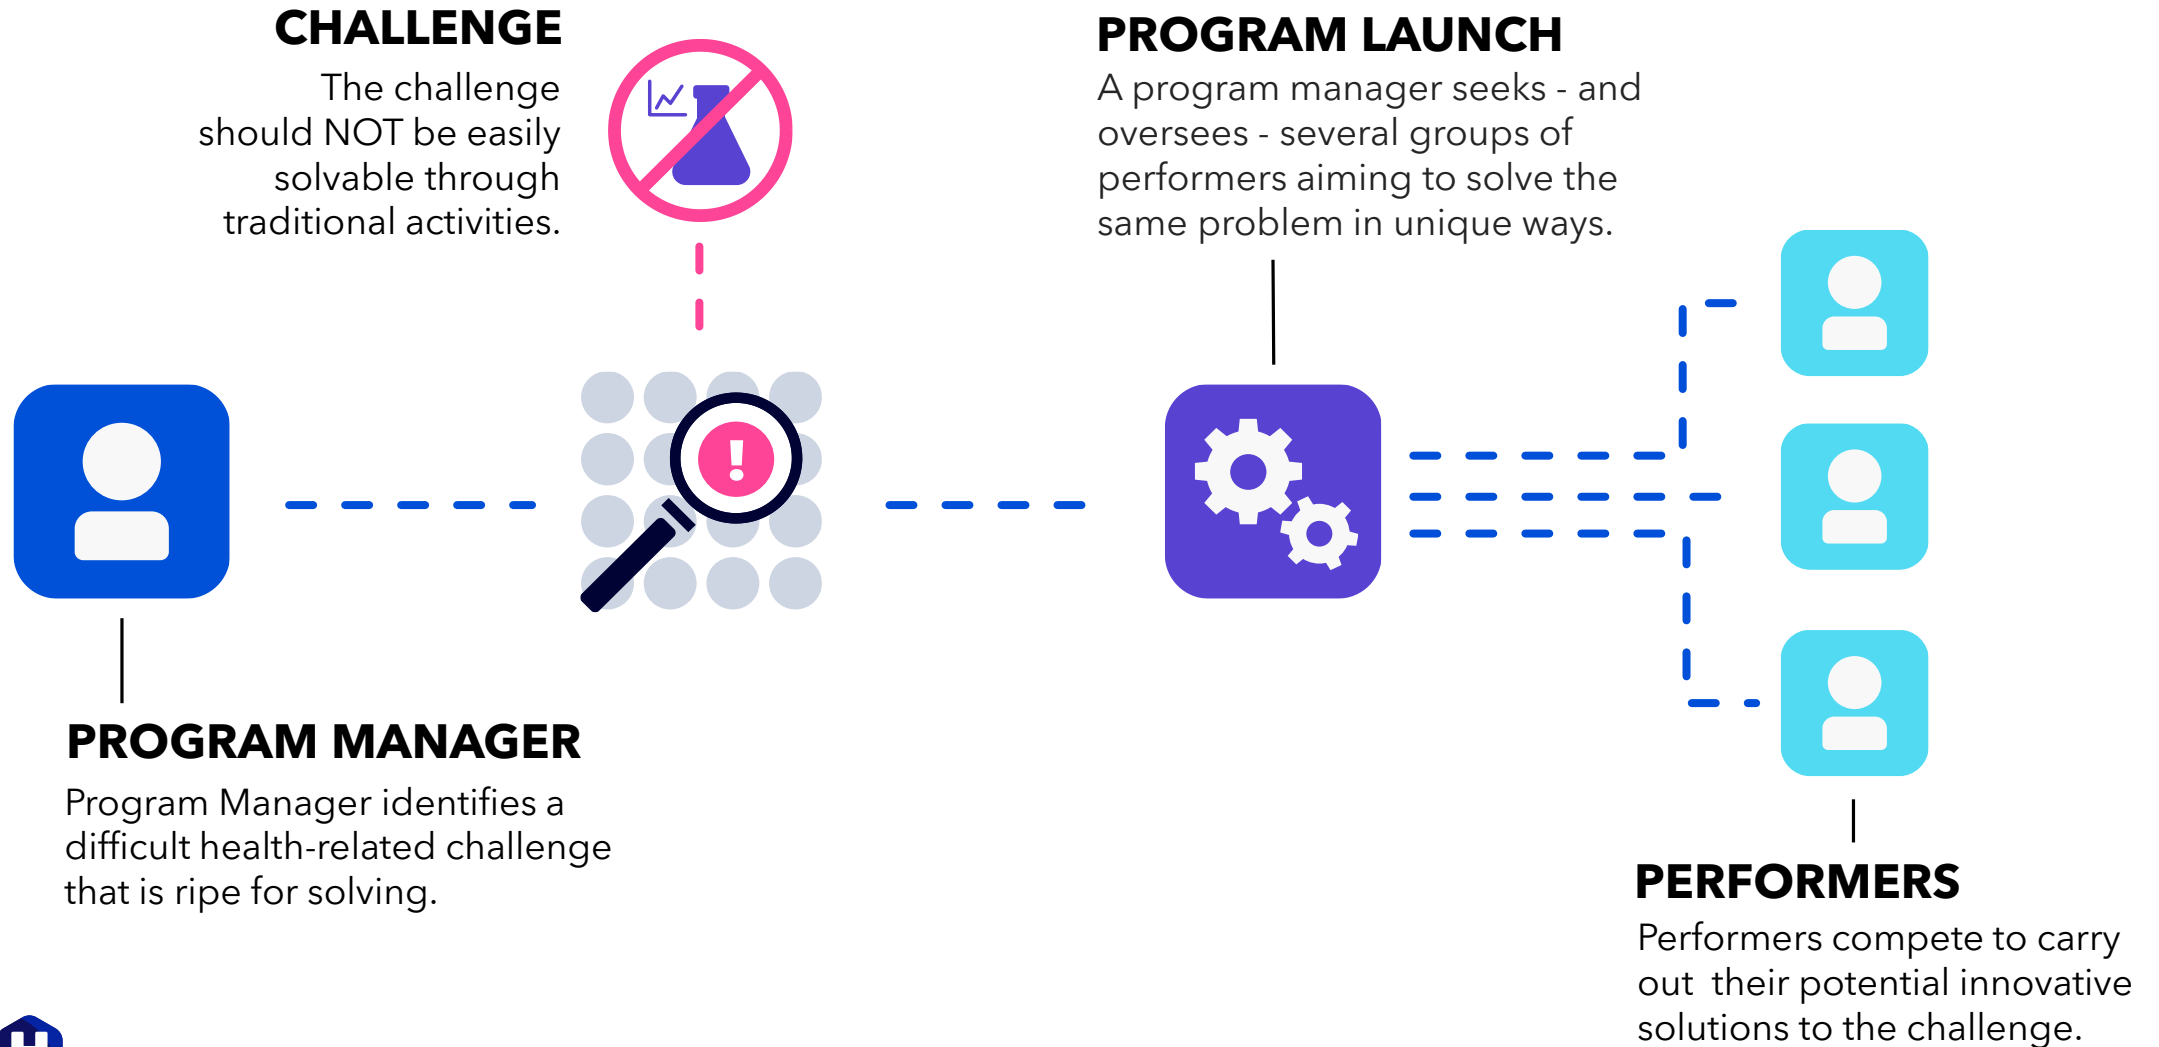 CHALLENGE
The challenge
should NOT be easily
solvable through
traditional activities.
PROGRAM LAUNCH
A program manager seeks - and
oversees - several groups of
performers aiming to solve the
same problem in unique ways.
!
PROGRAM MANAGER
Program Manager identifies a
difficult health-related challenge
that is ripe for solving.
PERFORMERS
Performers compete to carry
out  their potential innovative
solutions to the challenge.